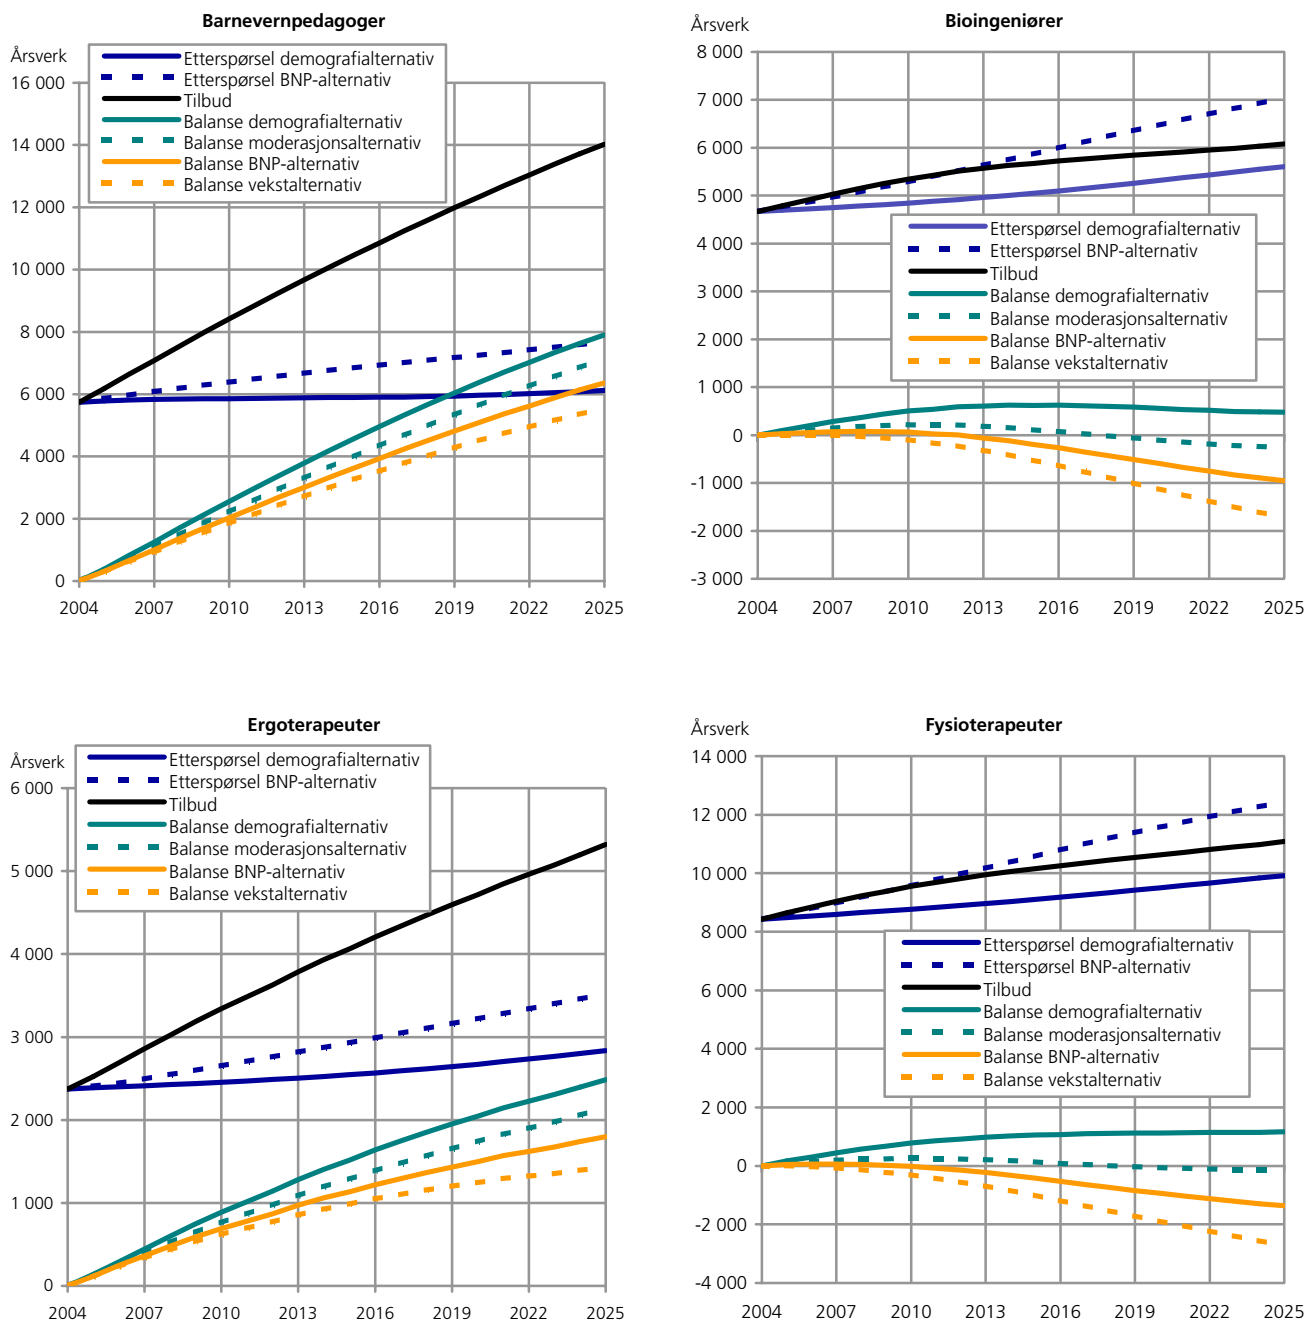 Barnevernpedagoger
Årsverk
Etterspørsel demografialternativ
Etterspørsel BNP-alternativ
Tilbud
Balanse demografialternativ
Balanse moderasjonsalternativ
Balanse BNP-alternativ
Balanse vekstalternativ
16 000
14 000
12 000
10 000
8 000
6 000
4 000
2 000
0
2004 2007 2010 2013 2016 2019 2022 2025
Bioingeniører
Årsverk
8 000
7 000
6 000
5 000
4 000
3 000
2 000
1 000
0
-1 000
-2 000
-3 000
Etterspørsel demografialternativ
Etterspørsel BNP-alternativ
Tilbud
Balanse demografialternativ
Balanse moderasjonsalternativ
Balanse BNP-alternativ
Balanse vekstalternativ
2004 2007 2010 2013 2016 2019 2022 2025
Ergoterapeuter
Årsverk
Etterspørsel demografialternativ
Etterspørsel BNP-alternativ
Tilbud
Balanse demografialternativ
Balanse moderasjonsalternativ
Balanse BNP-alternativ
Balanse vekstalternativ
6 000
5 000
4 000
3 000
2 000
1 000
0
2004 2007 2010 2013 2016 2019 2022 2025
Fysioterapeuter
Årsverk
14 000
12 000
10 000
8 000
6 000
4 000
2 000
0
-2 000
-4 000
Etterspørsel demografialternativ
Etterspørsel BNP-alternativ
Tilbud
Balanse demografialternativ
Balanse moderasjonsalternativ
Balanse BNP-alternativ
Balanse vekstalternativ
2004 2007 2010 2013 2016 2019 2022 2025